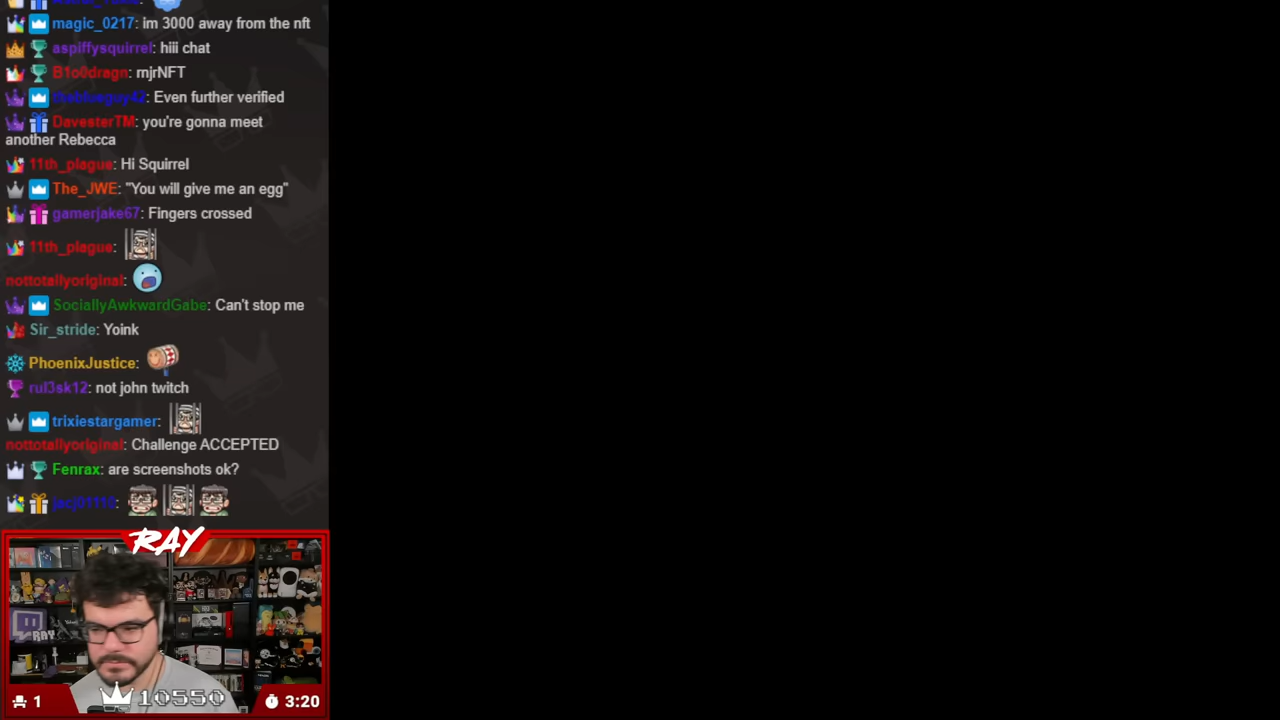 magic_0217: im 3000 away from the nft
aspiffysquirrel: hiii chat
B1o0dragn: mjrNFT
theblueguy42: Even further verified
DavesterTM: you're gonna meet
another Rebecca
11th_plague: Hi Squirrel
The_JWE: "You will give me an egg"
gamerjake67: Fingers crossed
11th_plague:
nottotallyoriginal:
SociallyAwkwardGabe: Can't stop me
Sir_stride: Yoink
PhoenixJustice:
rul3sk12: not john twitch
trixiestargamer:
nottotallyoriginal: Challenge ACCEPTED
Fenrax: are screenshots ok?
jacj01110:
RAY
RAY
1
10550
3:20